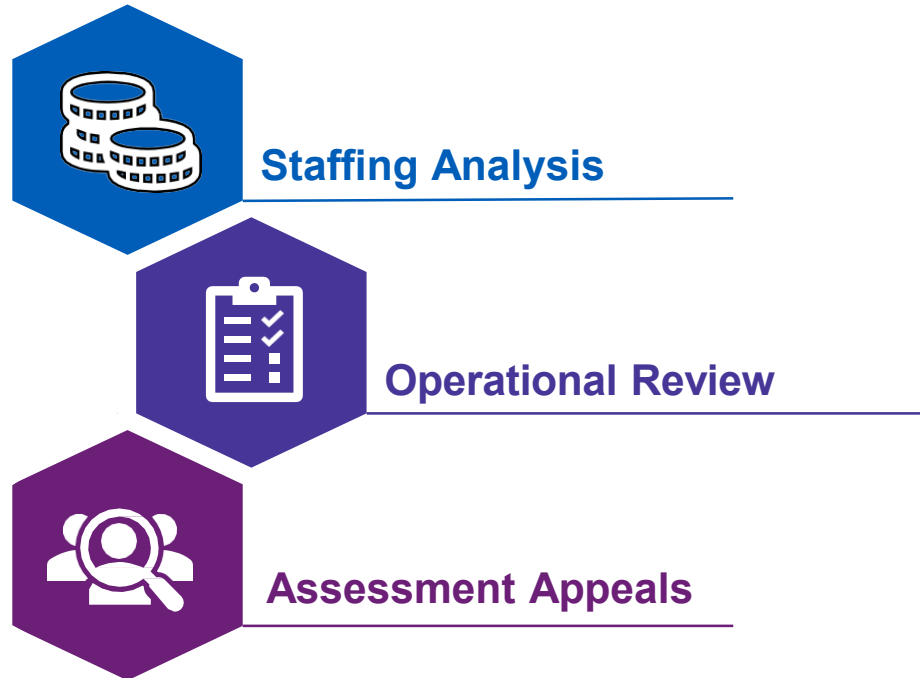 Staffing Analysis
Operational Review
Assessment Appeals